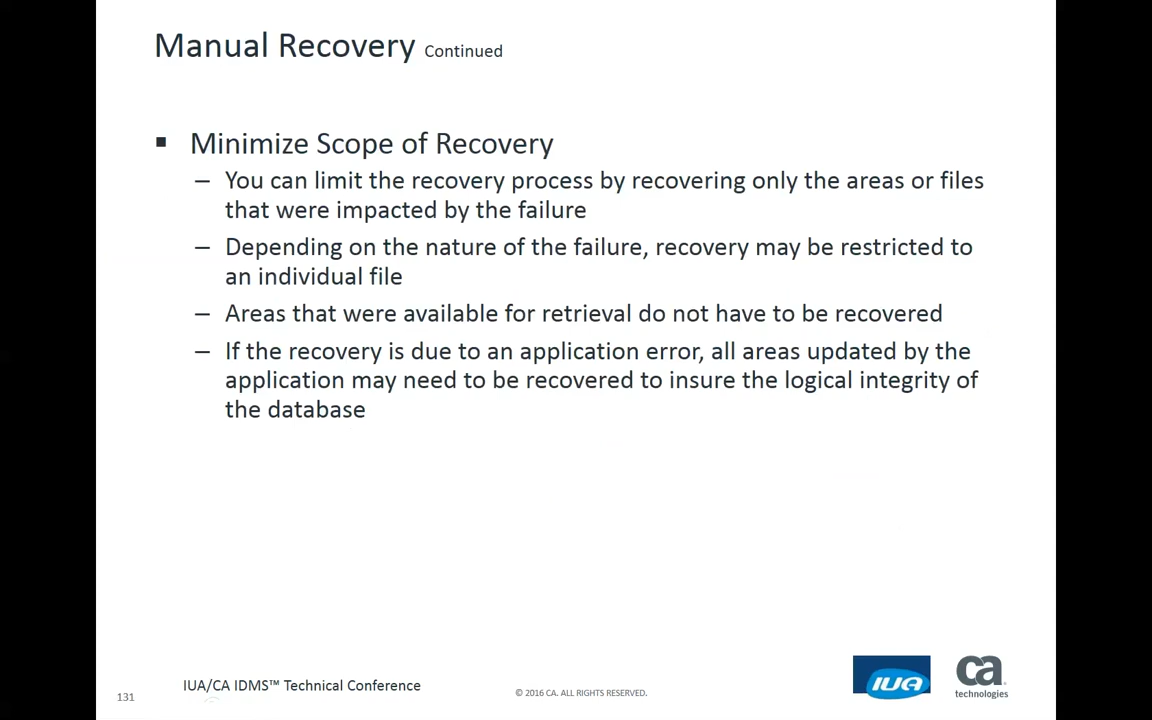 Manual Recovery Continued
▪ Minimize Scope of Recovery
– You can limit the recovery process by recovering only the areas or files
that were impacted by the failure
– Depending on the nature of the failure, recovery may be restricted to
an individual file
– Areas that were available for retrieval do not have to be recovered
– If the recovery is due to an application error, all areas updated by the
application may need to be recovered to insure the logical integrity of
the database
131
IUA/CA IDMS™ Technical Conference
© 2016 CA. ALL RIGHTS RESERVED.
IUA
ca
technologies